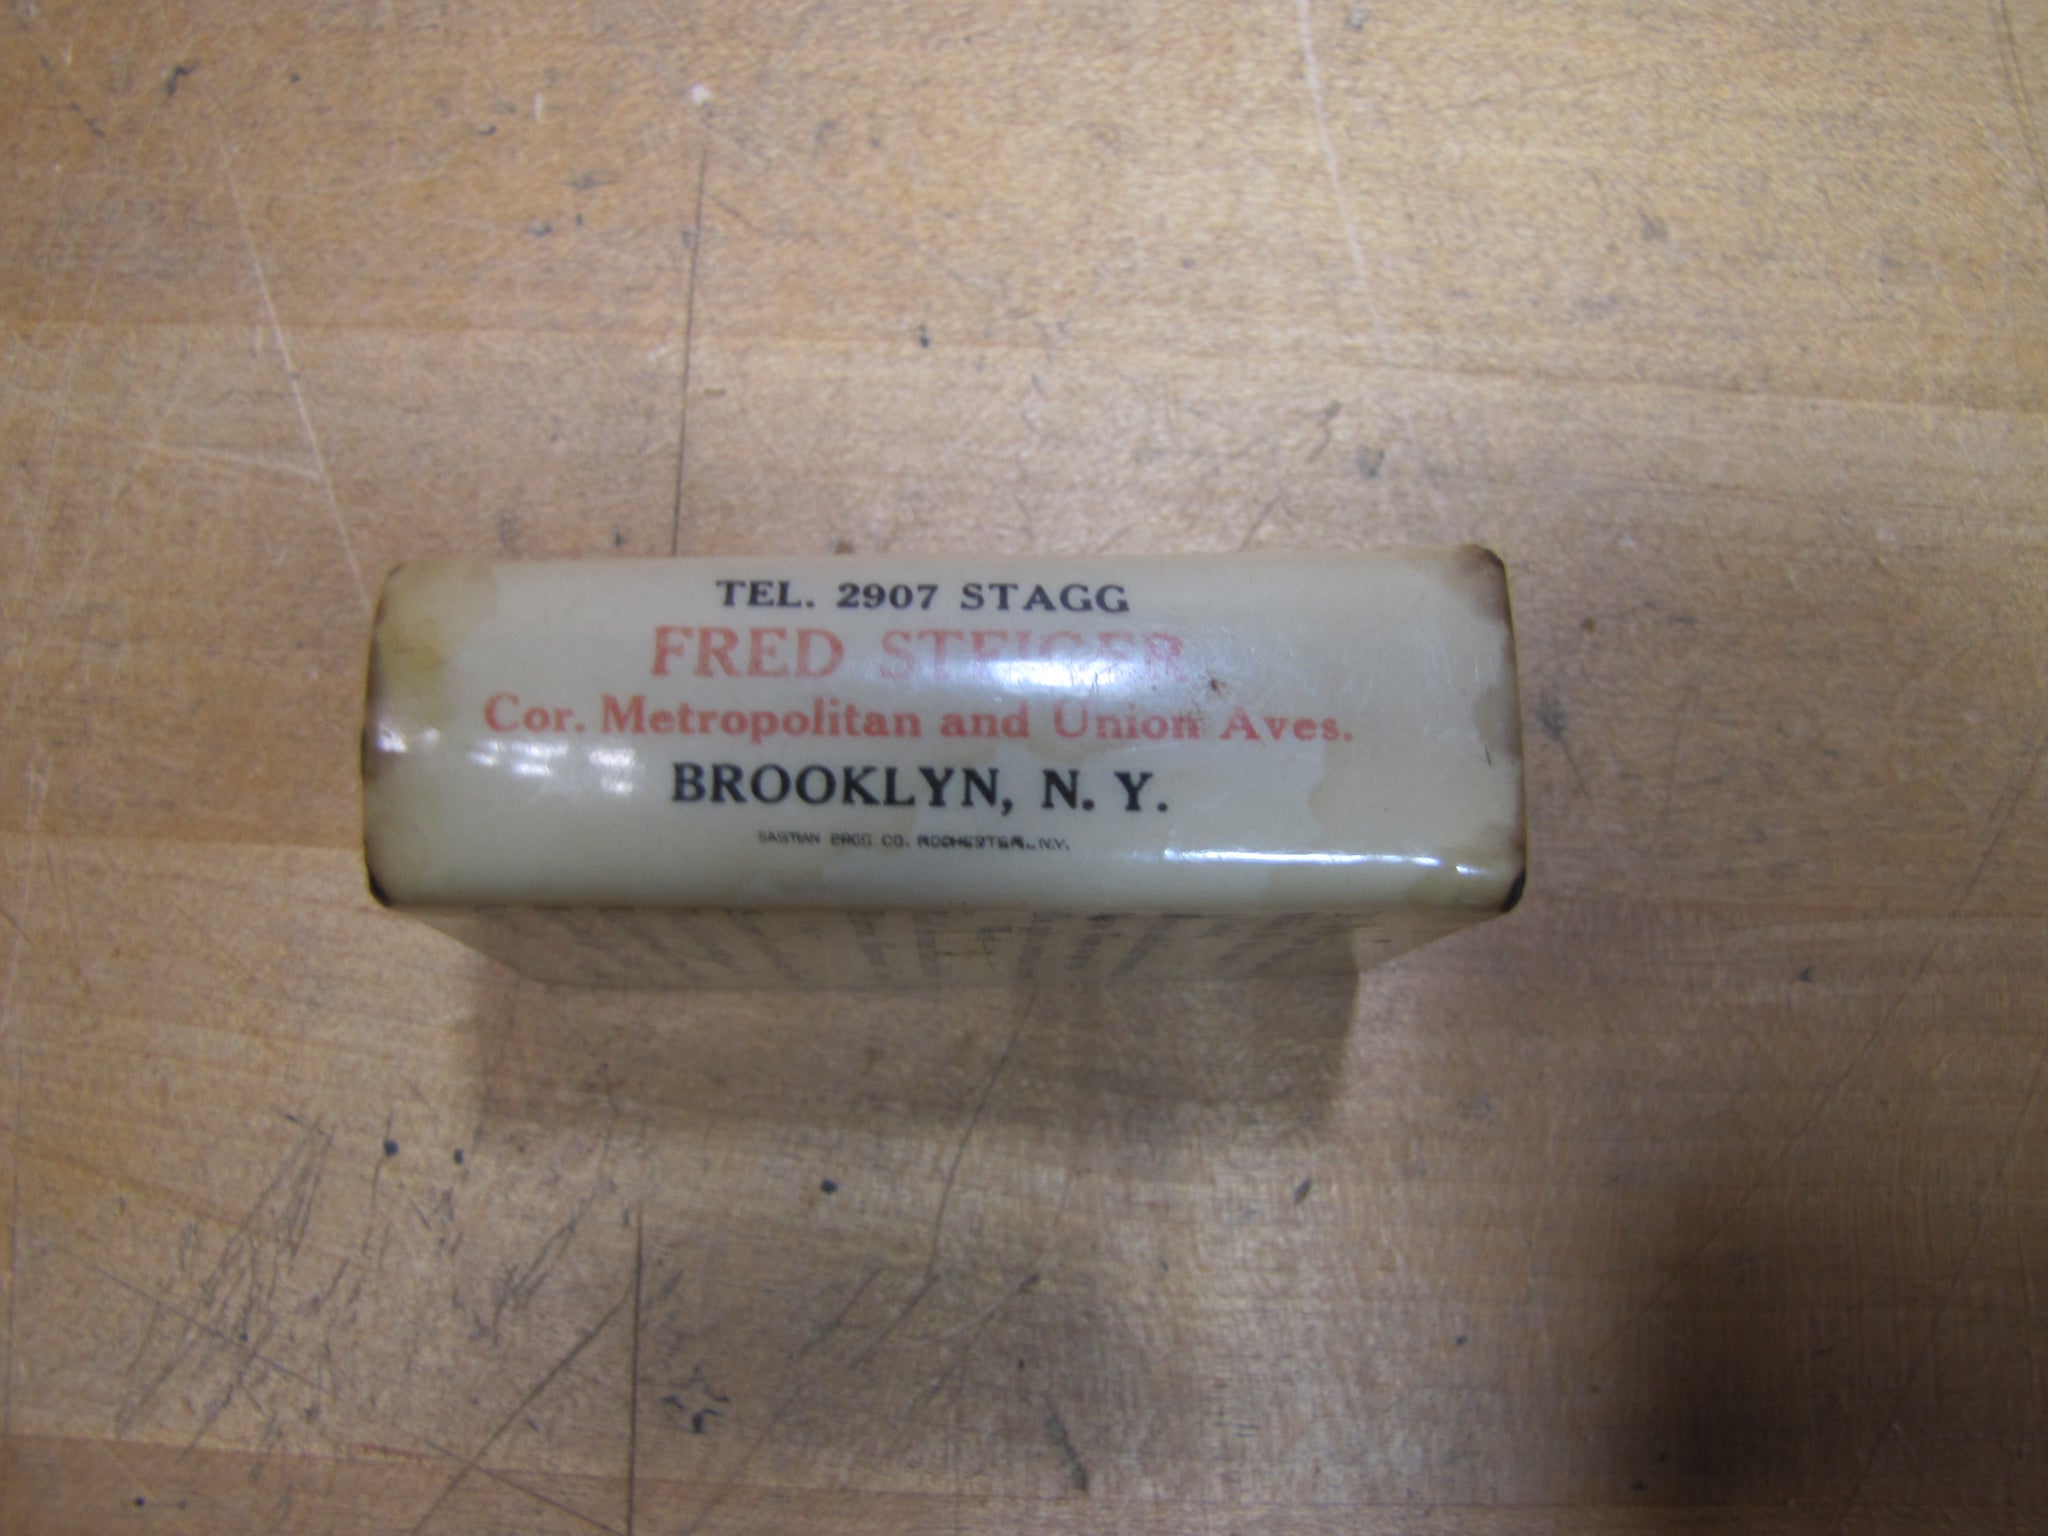 TEL. 2907 STAGG
FRED STEIGER
Cor. Metropolitan and Union Aves.
BROOKLYN, N. Y.
BASTIAN BROS CO. ROCHESTER, N.Y.